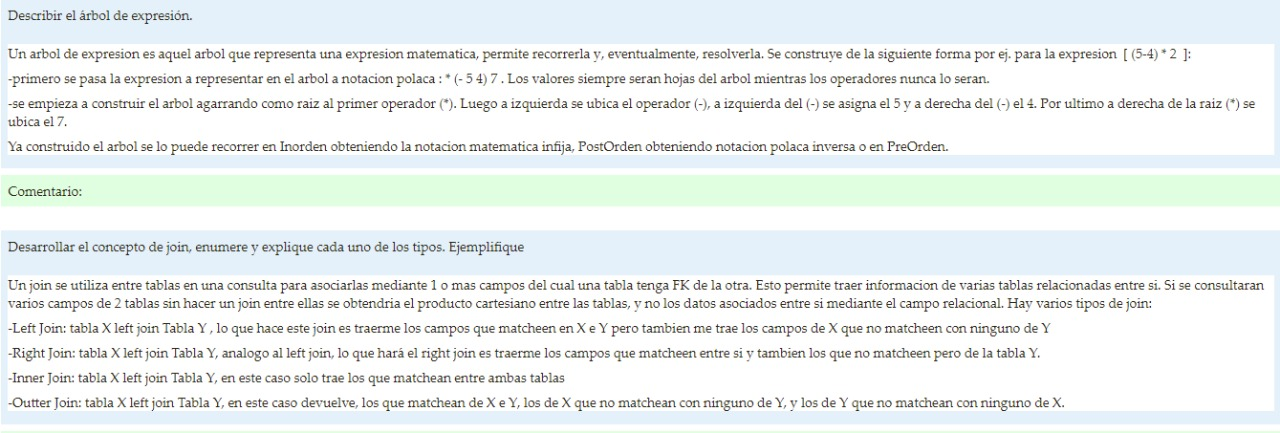 Describir el árbol de expresión.
Un arbol de expresion es aquel arbol que representa una expresion matematica, permite recorrerla y, eventualmente, resolverla. Se construye de la siguiente forma por ej. para la expresion [ (5-4) * 2 ]:
-primero se pasa la expresion a representar en el arbol a notacion polaca : * (- 5 4) 7 . Los valores siempre seran hojas del arbol mientras los operadores nunca lo seran.
-se empieza a construir el arbol agarrando como raiz al primer operador (*). Luego a izquierda se ubica el operador (-), a izquierda del (-) se asigna el 5 y a derecha del (-) el 4. Por ultimo a derecha de la raiz (*) se
ubica el 7.
Ya construido el arbol se lo puede recorrer en Inorden obteniendo la notacion matematica infija, PostOrden obteniendo notacion polaca inversa o en PreOrden.
Comentario:
Desarrollar el concepto de join, enumere y explique cada uno de los tipos. Ejemplifique
Un join se utiliza entre tablas en una consulta para asociarlas mediante 1 o mas campos del cual una tabla tenga FK de la otra. Esto permite traer informacion de varias tablas relacionadas entre si. Si se consultaran
varios campos de 2 tablas sin hacer un join entre ellas se obtendria el producto cartesiano entre las tablas, y no los datos asociados entre si mediante el campo relacional. Hay varios tipos de join:
-Left Join: tabla X left join Tabla Y , lo que hace este join es traerme los campos que matcheen en X e Y pero tambien me trae los campos de X que no matcheen con ninguno de Y
-Right Join: tabla X left join Tabla Y, analogo al left join, lo que hará el right join es traerme los campos que matcheen entre si y tambien los que no matcheen pero de la tabla Y.
-Inner Join: tabla X left join Tabla Y, en este caso solo trae los que matchean entre ambas tablas
-Outter Join: tabla X left join Tabla Y, en este caso devuelve, los que matchean de X e Y, los de X que no matchean con ninguno de Y, y los de Y que no matchean con ninguno de X.